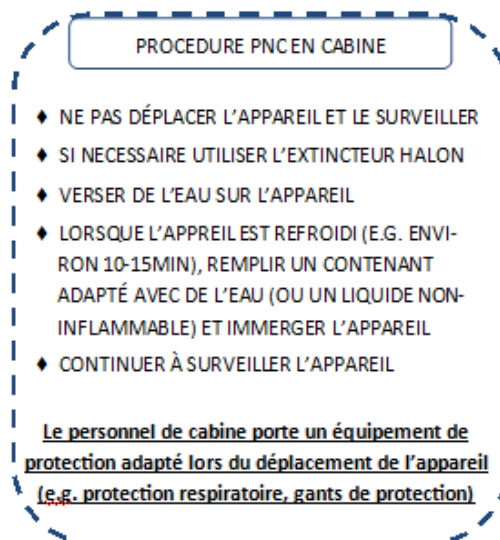 PROCEDURE PNC EN CABINE
♦ NE PAS DÉPLACER L'APPAREIL ET LE SURVEILLER
♦ SI NECESSAIRE UTILISER L'EXTINCTEUR HALON
♦ VERSER DE L'EAU SUR L'APPAREIL
♦ LORSQUE L'APPREIL EST REFROIDI (E.G. ENVI-
RON 10-15MIN), REMPLIR UN CONTENANT
ADAPTÉ AVEC DE L'EAU (OU UN LIQUIDE NON-
INFLAMMABLE) ET IMMERGER L'APPAREIL
♦ CONTINUER À SURVEILLER L'APPAREIL
Le personnel de cabine porte un équipement de
protection adapté lors du déplacement de l'appareil
(e.g. protection respiratoire, gants de protection)